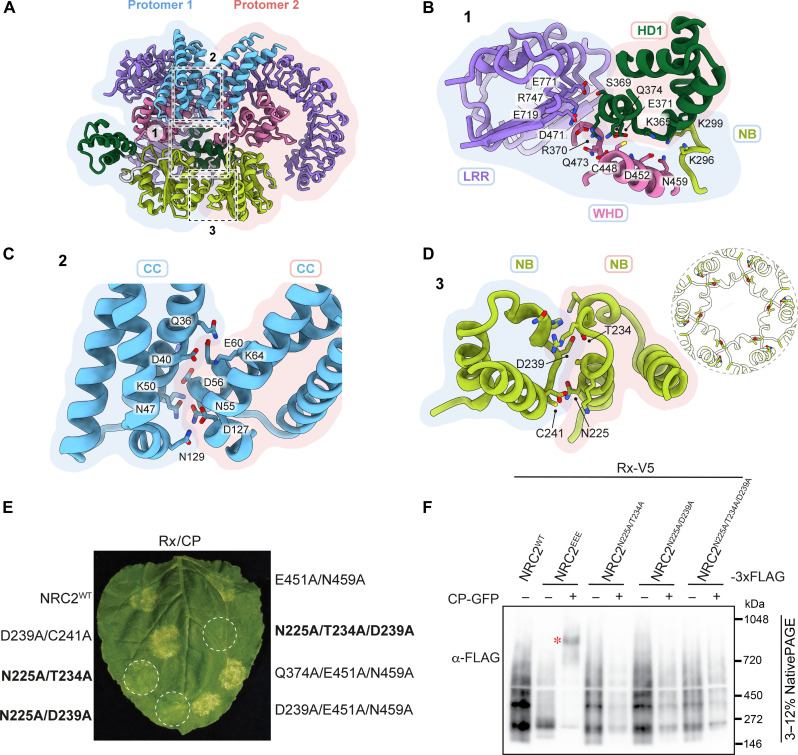 A
Protomer 1
Protomer 2
2
1
3
B
1
HD1
E771
S369
R747
Q374
E719
E371
K365
K299
D471
NB
R370
K296
Q473
C448
D452
N459
LRR
WHD
C
2
CC
CC
Q36
E60
D40
K64
K50
D56
N47
N55
D127
N129
D
3
NB
NB
T234
D239
C241
N225
E
Rx/CP
NRC2WT
E451A/N459A
D239A/C241A
N225A/T234A/D239A
N225A/T234A
Q374A/E451A/N459A
N225A/D239A
D239A/E451A/N459A
F
Rx-V5
NRC2WT
NRC2EEE
NRC2N225A/T234A
NRC2N225A/D239A
NRC2N225A/T234A/D239A
-3xFLAG
CP-GFP
– – + – + – + – +
kDa
α-FLAG
*
1048
720
450
272
146
3–12% NativePAGE